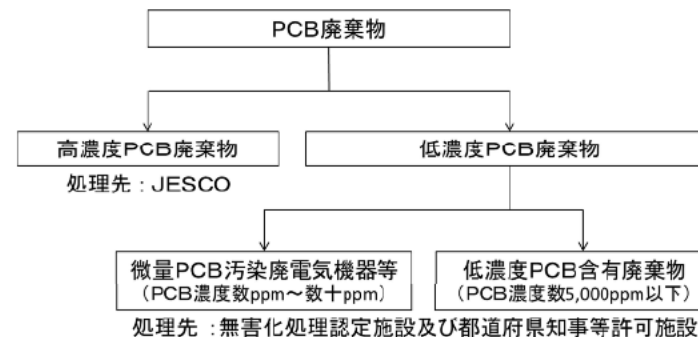 PCB廃棄物
高濃度PCB廃棄物
低濃度PCB廃棄物
処理先：JESCO
微量PCB汚染廃電気機器等
（PCB濃度数ppm～数十ppm）
低濃度PCB含有廃棄物
（PCB濃度数5,000ppm以下）
処理先 ：無害化処理認定施設及び都道府県知事等許可施設